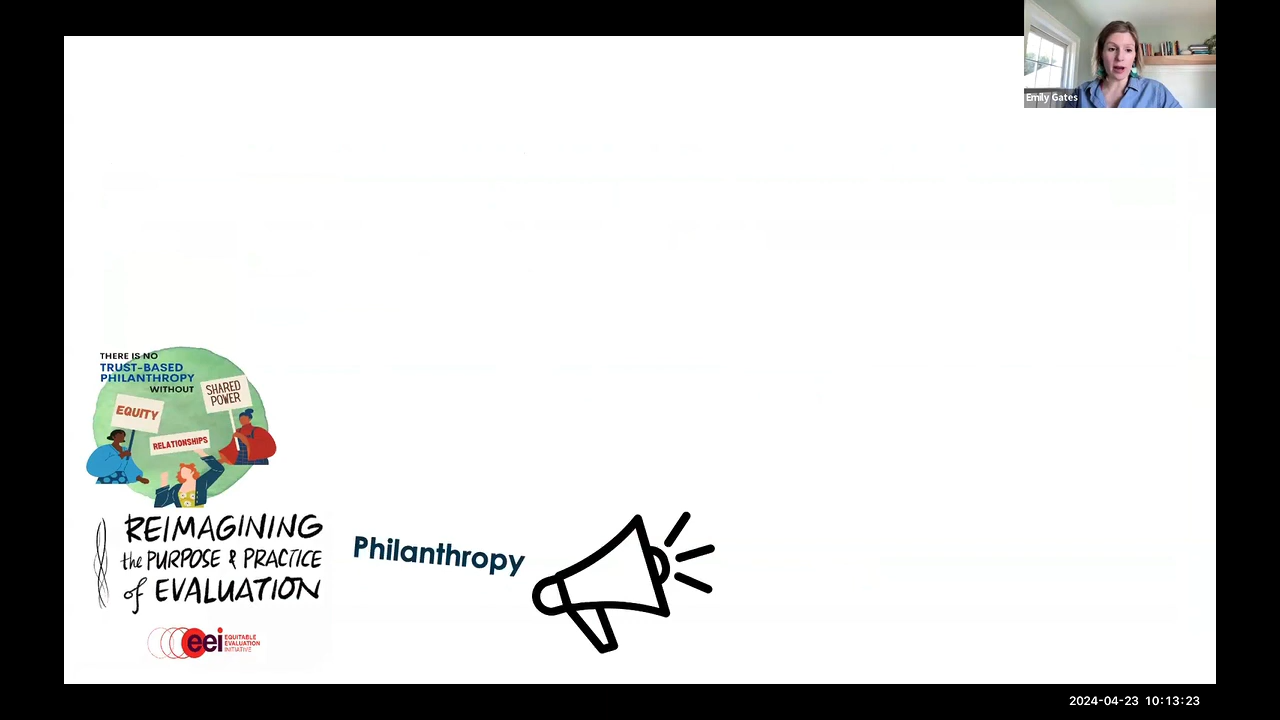 Emily Gates
THERE IS NO
TRUST-BASED
PHILANTHROPY
WITHOUT
SHARED
POWER
EQUITY
RELATIONSHIPS
REIMAGINING
the PURPOSE & PRACTICE
of EVALUATION
Philanthropy
eei
EQUITABLE
EVALUATION
INITIATIVE
2024-04-23 10:13:23